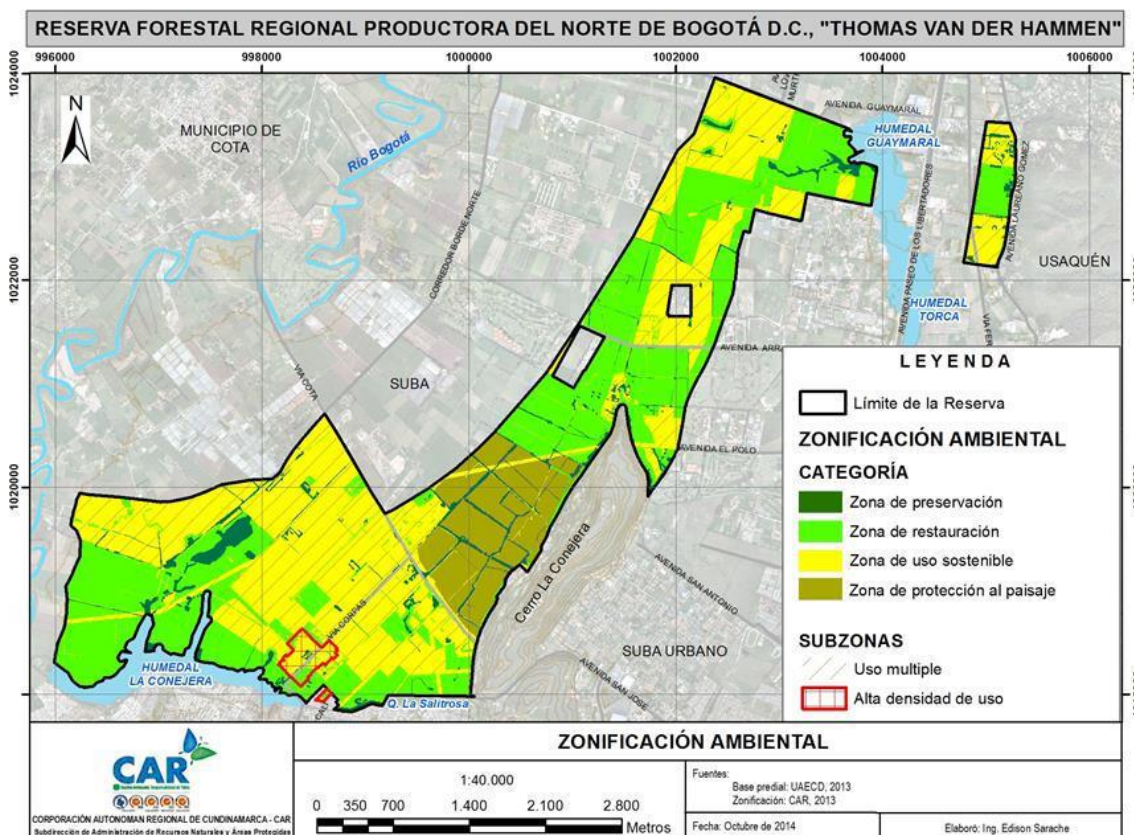 RESERVA FORESTAL REGIONAL PRODUCTORA DEL NORTE DE BOGOTÁ D.C., "THOMAS VAN DER HAMMEN"
996000 998000 1000000 1002000 1004000 1006000
1024000
1022000
1020000
N
MUNICIPIO DE
COTA
Río Bogotá
CORREDOR BORDE NORTE
AVENIDA GUAYMARAL
HUMEDAL
GUAYMARAL
AVENIDA PASEO DE LOS LIBERTADORES
AVENIDA LAUREANO GOMEZ
USAQUÉN
HUMEDAL
TORCA
VIA FER
VIA COTA
SUBA
AVENIDA ARRA
AVENIDA EL POLO
Cerro La Conejera
AVENIDA SAN ANTONIO
SUBA URBANO
AVENIDA SAN JOSE
VIA CORPAS
HUMEDAL
LA CONEJERA
Q. La Salitrosa
LEYENDA
Límite de la Reserva
ZONIFICACIÓN AMBIENTAL
CATEGORÍA
Zona de preservación
Zona de restauración
Zona de uso sostenible
Zona de protección al paisaje
SUBZONAS
Uso multiple
Alta densidad de uso
CAR
CORPORACIÓN AUTONOMAN REGIONAL DE CUNDINAMARCA - CAR
Subdirección de Administración de Recursos Naturales y Áreas Protegidas
ZONIFICACIÓN AMBIENTAL
1:40.000
0 350 700 1.400 2.100 2.800
Metros
Fuentes:
Base predial: UAECD, 2013
Zonificación: CAR, 2013
Fecha: Octubre de 2014
Elaboró: Ing. Edison Sarache